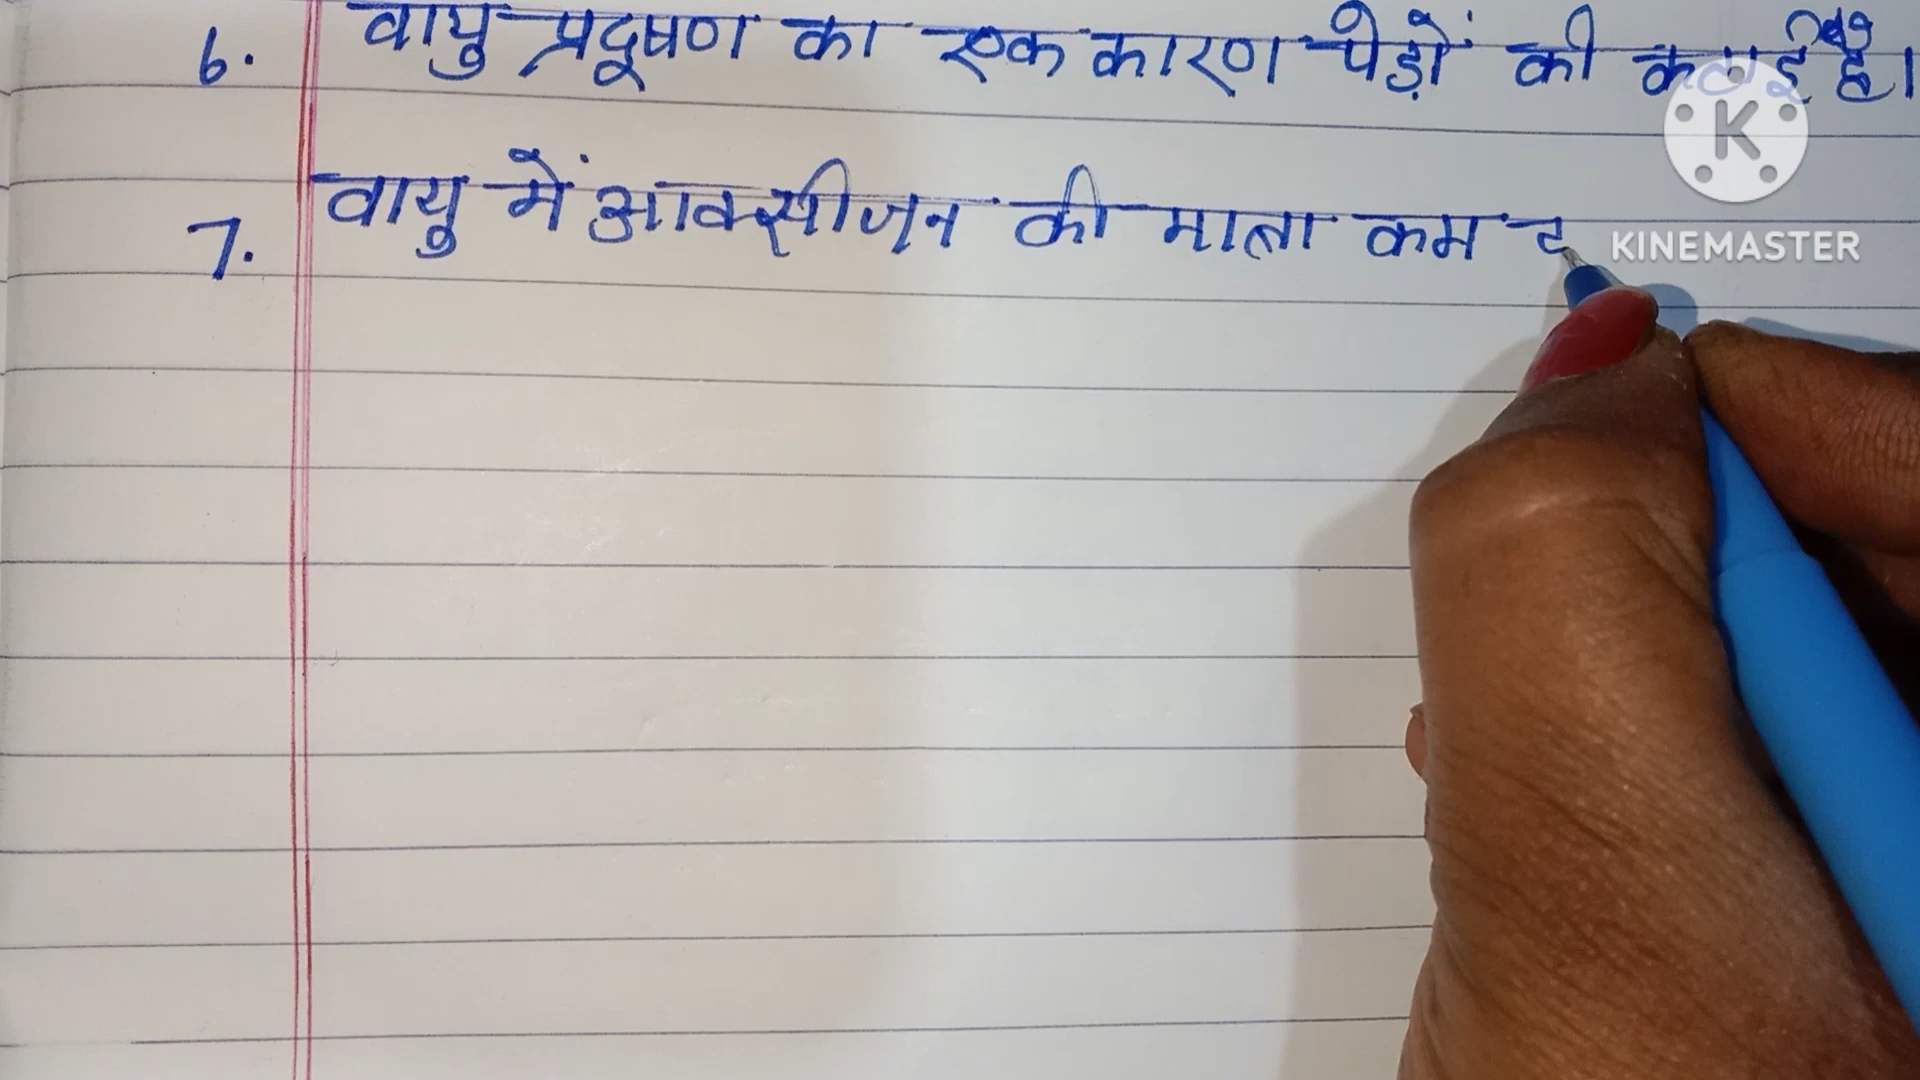 6. वायु प्रदूषण का एक कारण पेड़ों की कटाई है।
7. वायु में आक्सीजन की मात्रा कम
K
KINEMASTER